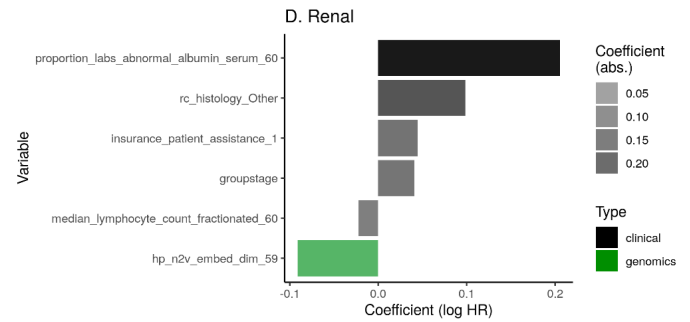 D. Renal
Variable
proportion_labs_abnormal_albumin_serum_60
rc_histology_Other
insurance_patient_assistance_1
groupstage
median_lymphocyte_count_fractionated_60
hp_n2v_embed_dim_59
-0.1 0.0 0.1 0.2
Coefficient (log HR)
Coefficient
(abs.)
0.05
0.10
0.15
0.20
Type
clinical
genomics